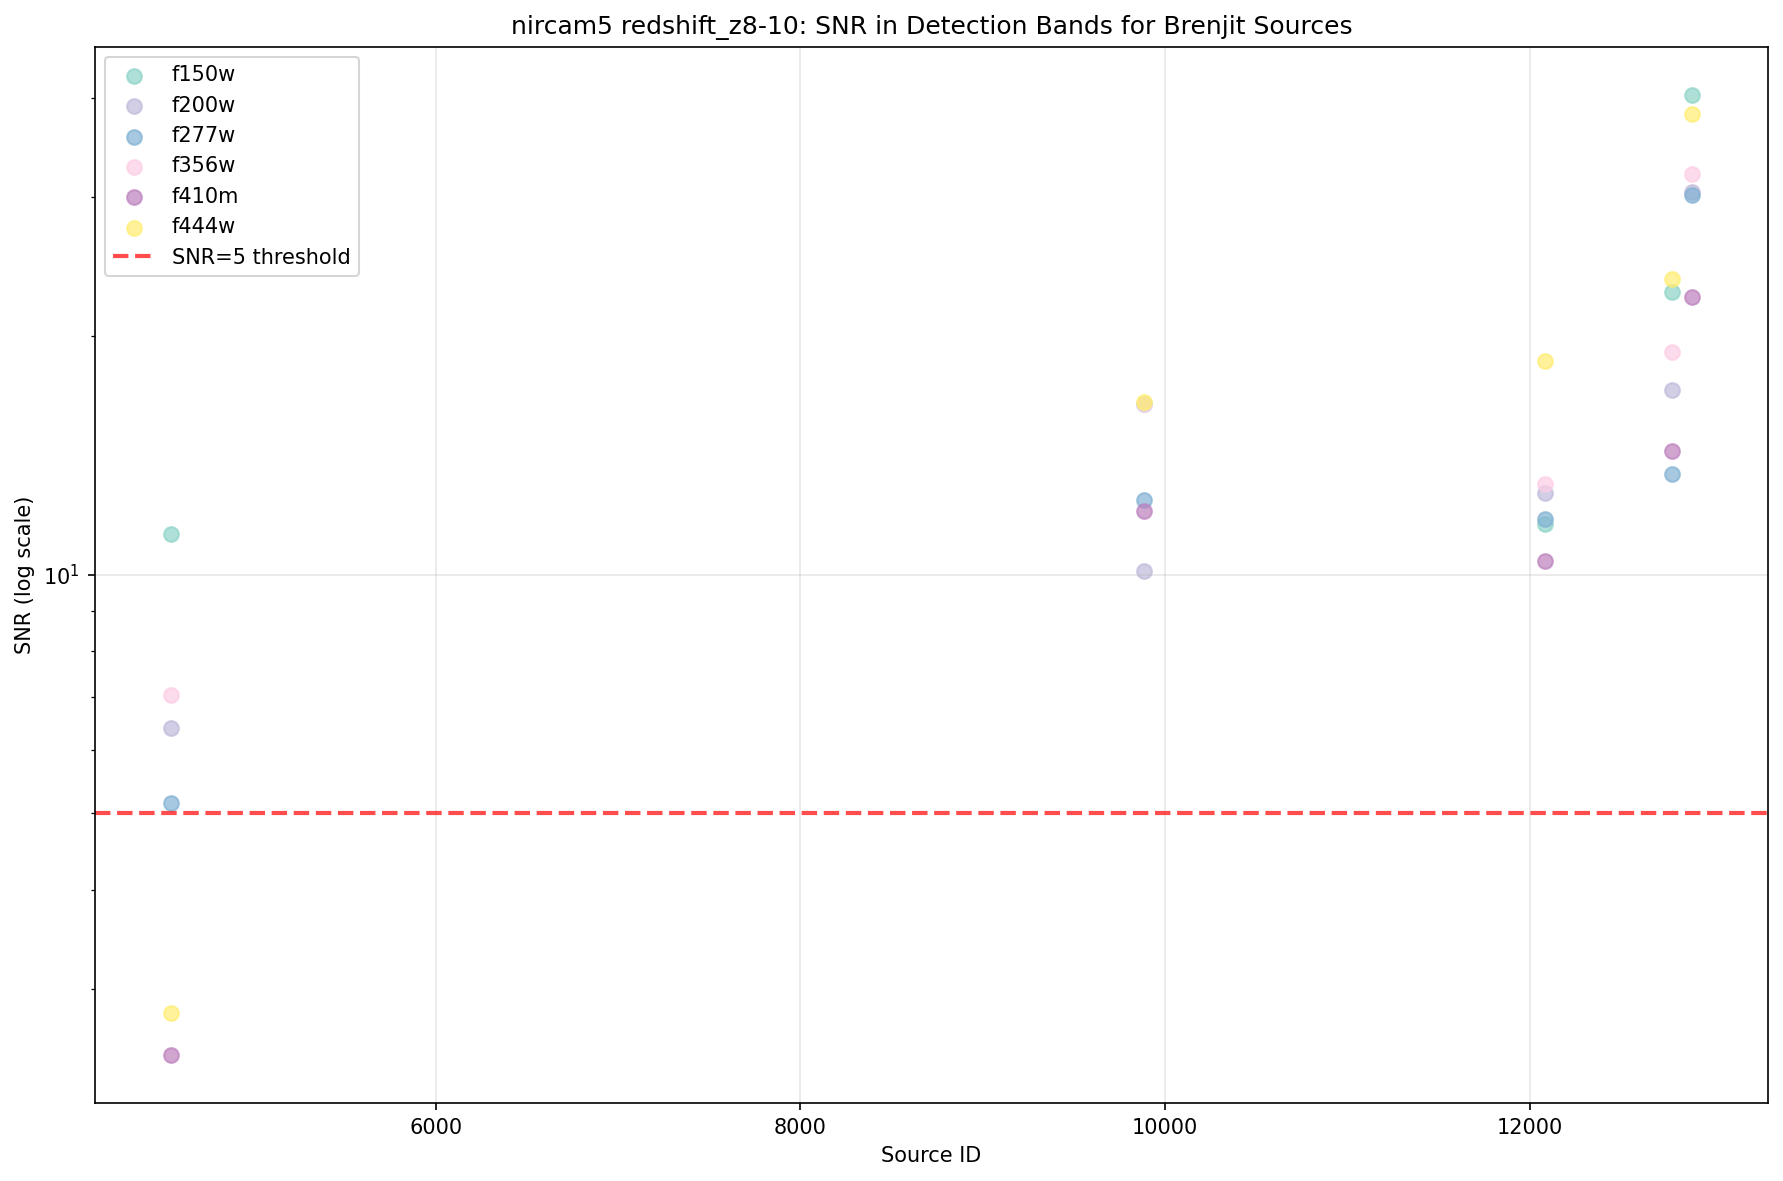 nircam5 redshift_z8-10: SNR in Detection Bands for Brenjit Sources
f150w
f200w
f277w
f356w
f410m
f444w
SNR=5 threshold
SNR (log scale)
10¹
6000 8000 10000 12000
Source ID